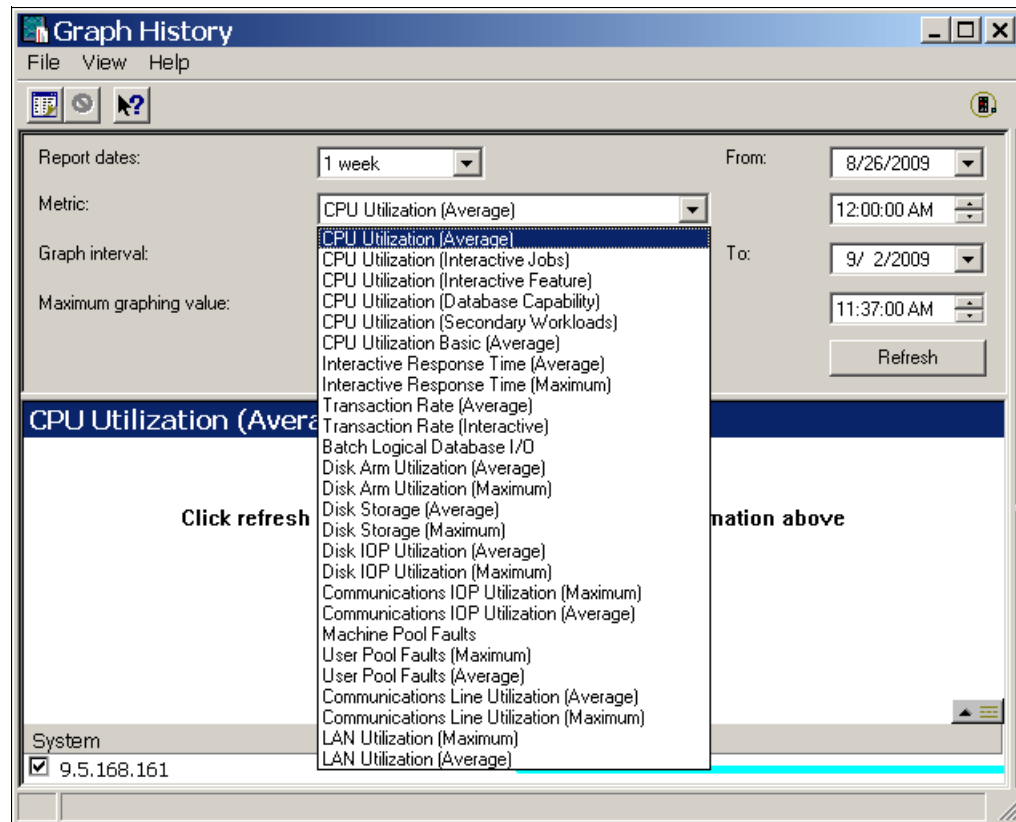 Graph History
File View Help
Report dates:
1 week
From:
8/26/2009
Metric:
CPU Utilization (Average)
12:00:00 AM
Graph interval:
To:
9/ 2/2009
Maximum graphing value:
11:37:00 AM
Refresh
CPU Utilization (Average)
CPU Utilization (Interactive Jobs)
CPU Utilization (Interactive Feature)
CPU Utilization (Database Capability)
CPU Utilization (Secondary Workloads)
CPU Utilization Basic (Average)
Interactive Response Time (Average)
Interactive Response Time (Maximum)
Transaction Rate (Average)
Transaction Rate (Interactive)
Batch Logical Database I/O
Disk Arm Utilization (Average)
Disk Arm Utilization (Maximum)
Disk Storage (Average)
Disk Storage (Maximum)
Disk IOP Utilization (Average)
Disk IOP Utilization (Maximum)
Communications IOP Utilization (Maximum)
Communications IOP Utilization (Average)
Machine Pool Faults
User Pool Faults (Maximum)
User Pool Faults (Average)
Communications Line Utilization (Average)
Communications Line Utilization (Maximum)
LAN Utilization (Maximum)
LAN Utilization (Average)
CPU Utilization
Click refresh above
System
9.5.168.161